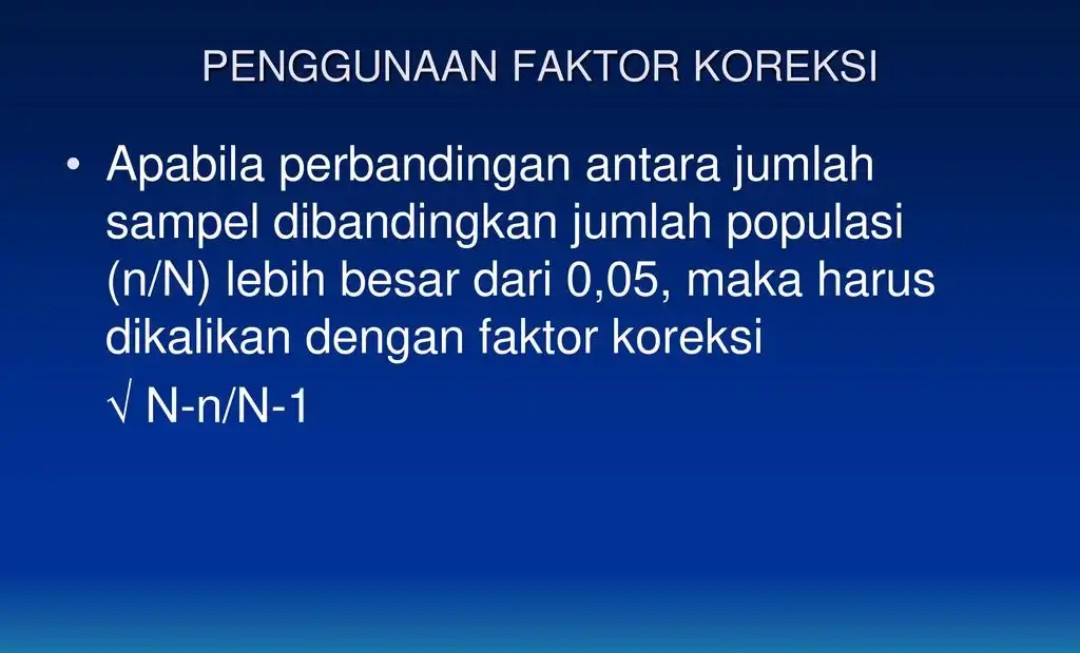 PENGGUNAAN FAKTOR KOREKSI
• Apabila perbandingan antara jumlah
sampel dibandingkan jumlah populasi
(n/N) lebih besar dari 0,05, maka harus
dikalikan dengan faktor koreksi
√ N-n/N-1